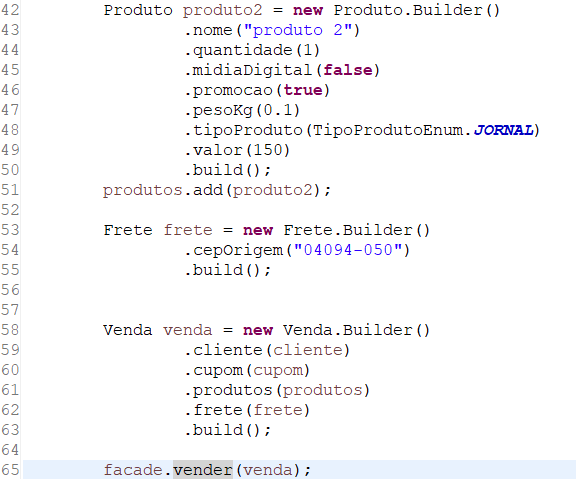 42 Produto produto2 = new Produto.Builder()
43 .nome("produto 2")
44 .quantidade(1)
45 .midiaDigital(false)
46 .promocao(true)
47 .pesoKg(0.1)
48 .tipoProduto(TipoProdutoEnum.JORNAL)
49 .valor(150)
50 .build();
51 produtos.add(produto2);
52
53 Frete frete = new Frete.Builder()
54 .cepOrigem("04094-050")
55 .build();
56
57
58 Venda venda = new Venda.Builder()
59 .cliente(cliente)
60 .cupom(cupom)
61 .produtos(produtos)
62 .frete(frete)
63 .build();
64
65 facade.vender(venda);